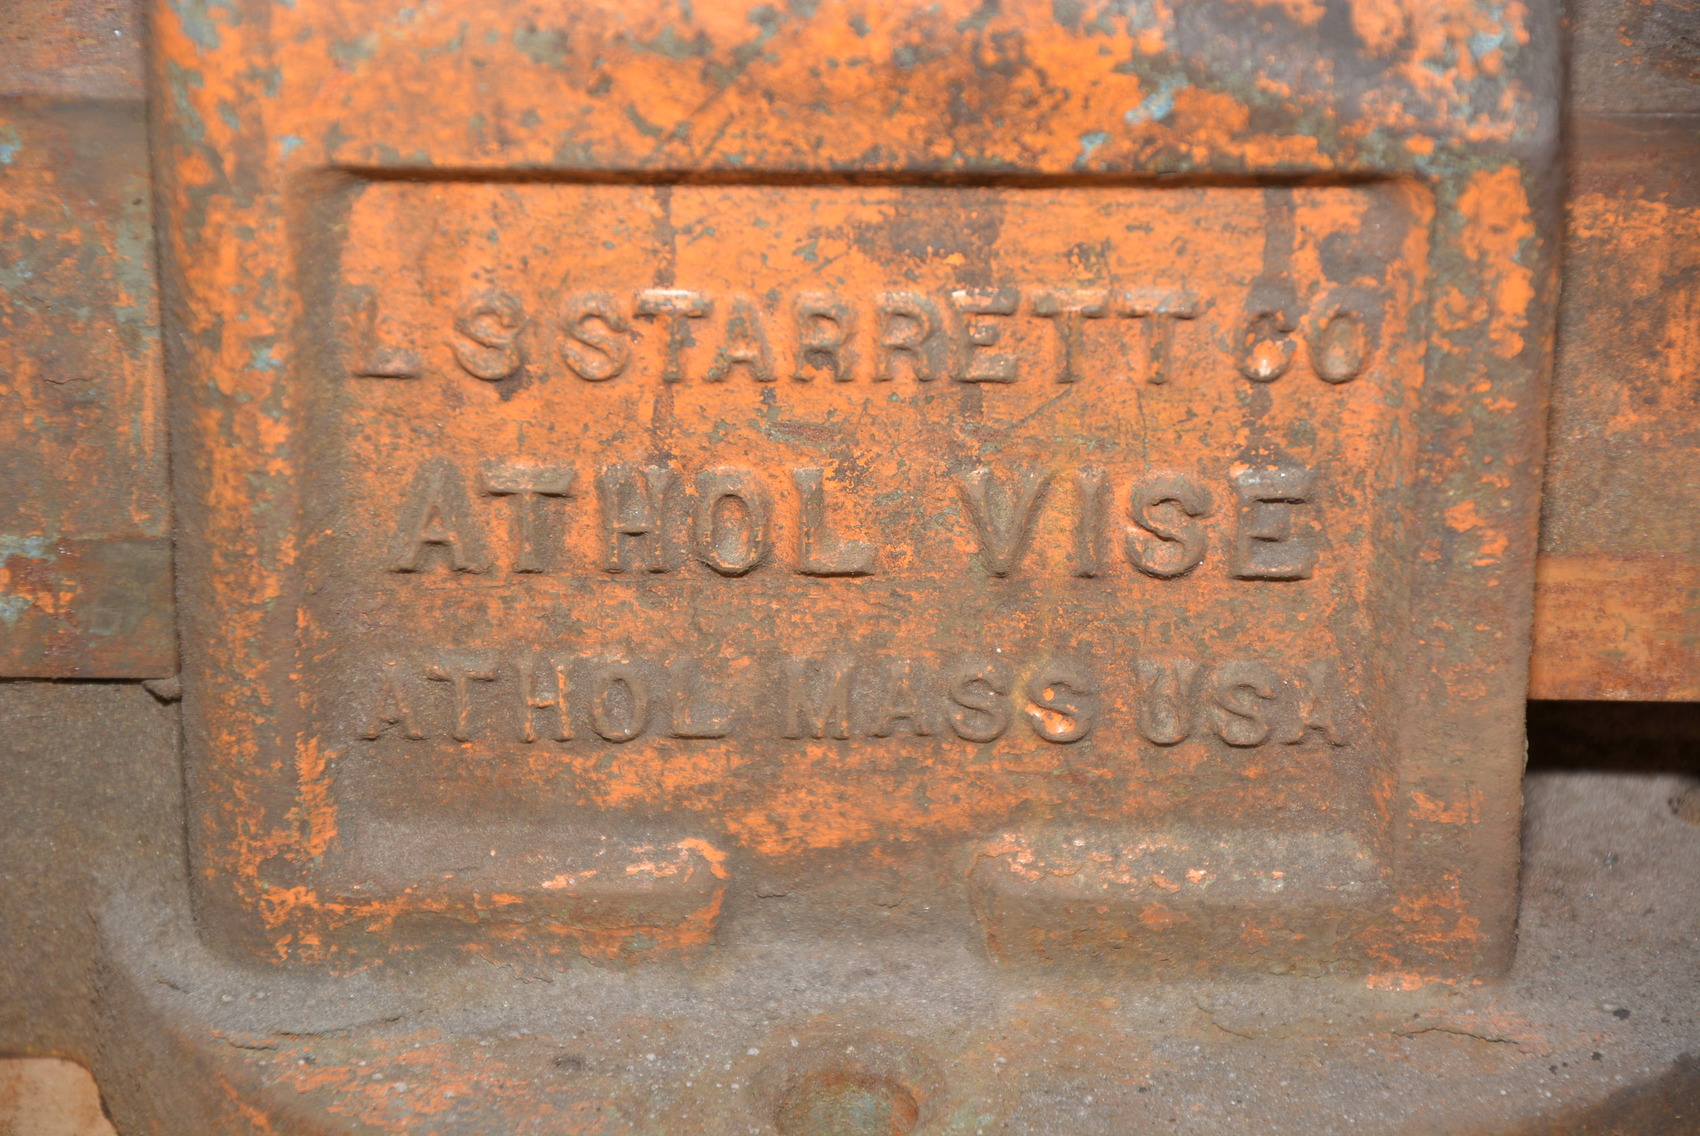 L S STARRETT CO
ATHOL VISE
ATHOL MASS USA